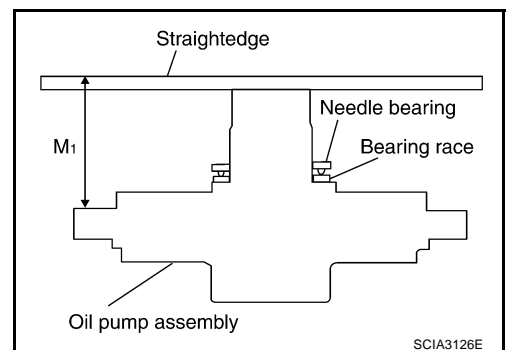 Straightedge
Needle bearing
M1
Bearing race
Oil pump assembly
SCIA3126E